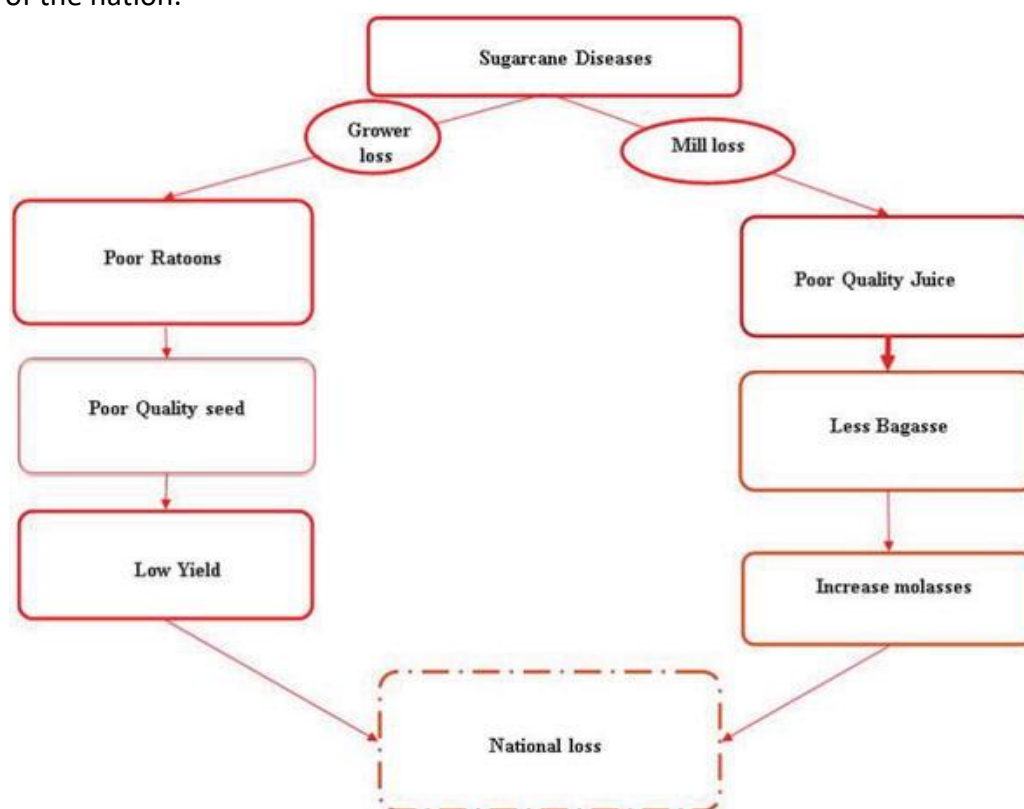 of the nation.
Sugarcane Diseases
Grower
loss
Mill loss
Poor Ratoons
Poor Quality Juice
Poor Quality seed
Less Bagasse
Low Yield
Increase molasses
National loss